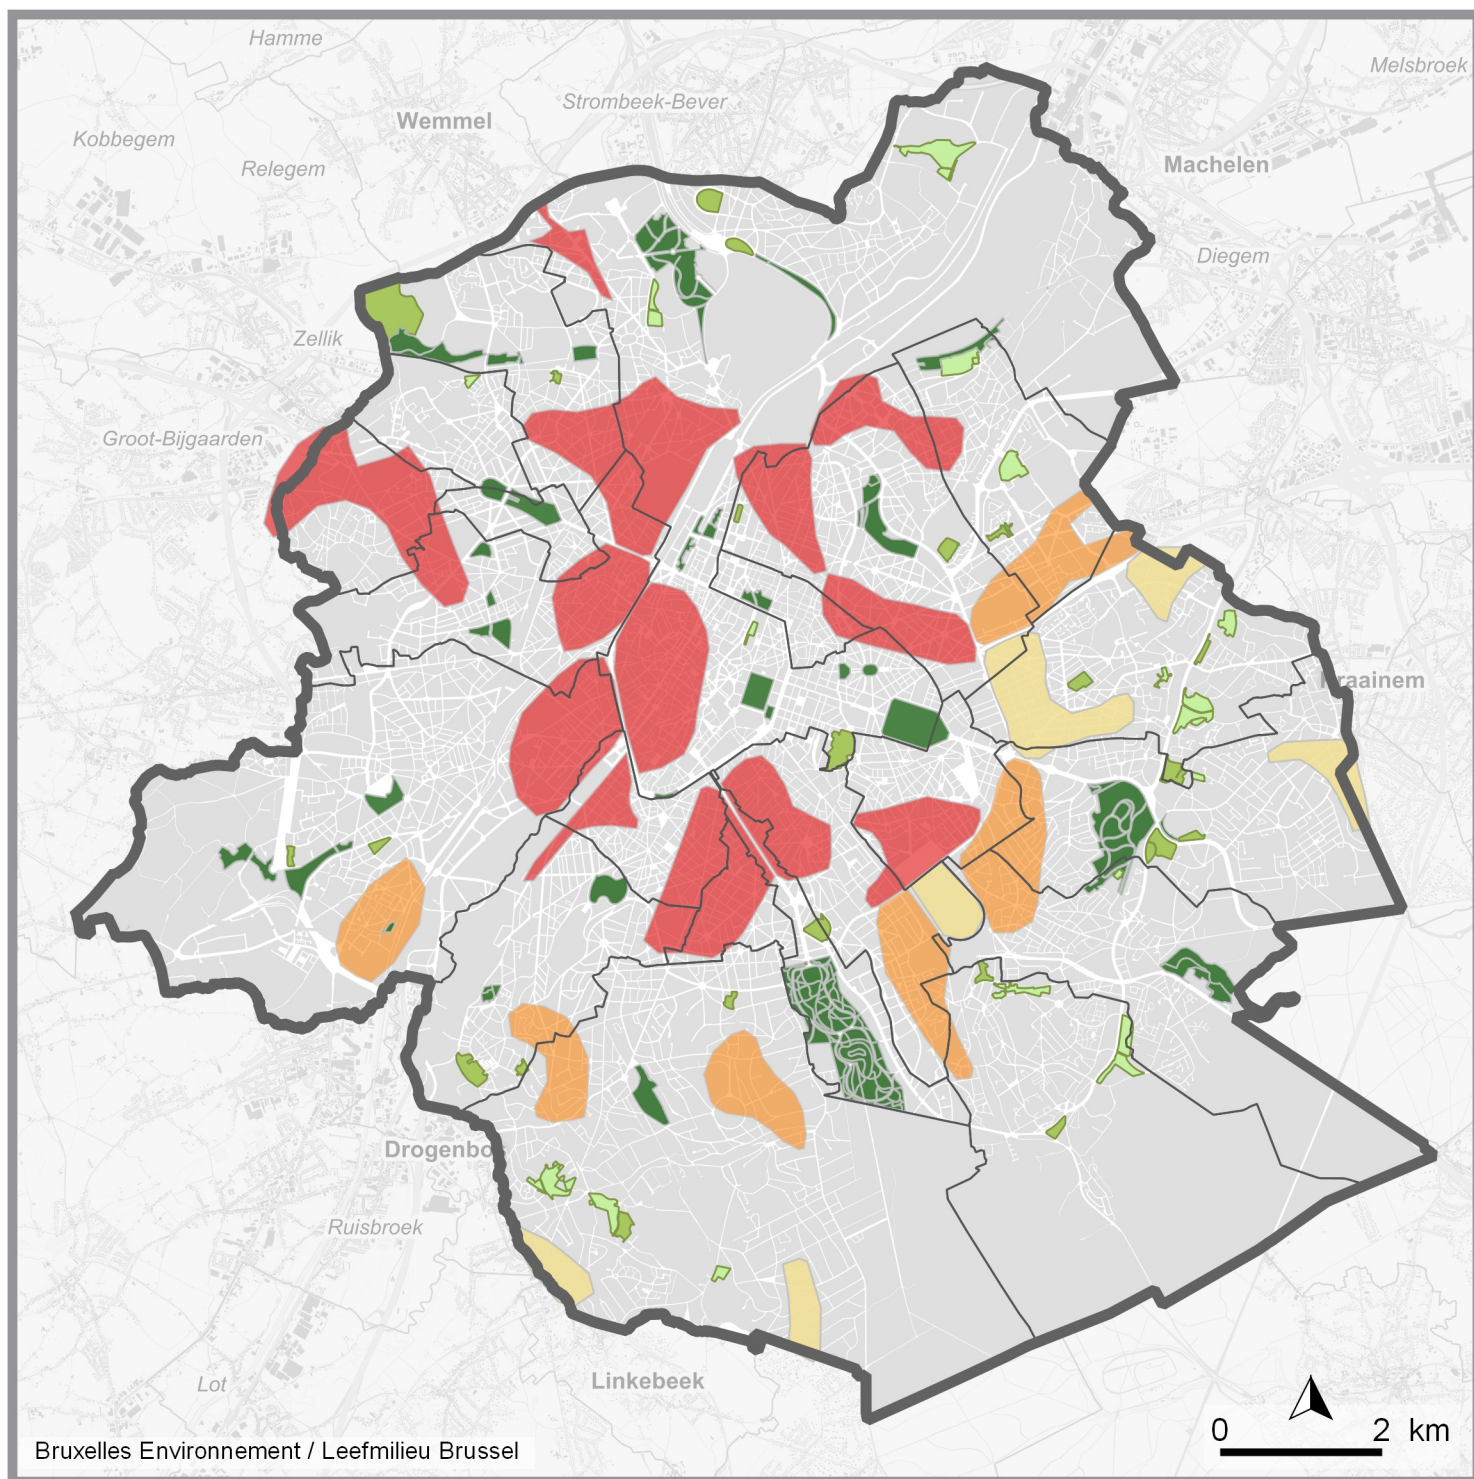 Hamme
Melsbroek
Strombeek-Bever
Wemmel
Kobbegem
Machelen
Relegem
Diegem
Zellik
Groot-Bijgaarden
Kraainem
Drogenbo
Ruisbroek
Linkebeek
Lot
0 2 km
Bruxelles Environnement / Leefmilieu Brussel